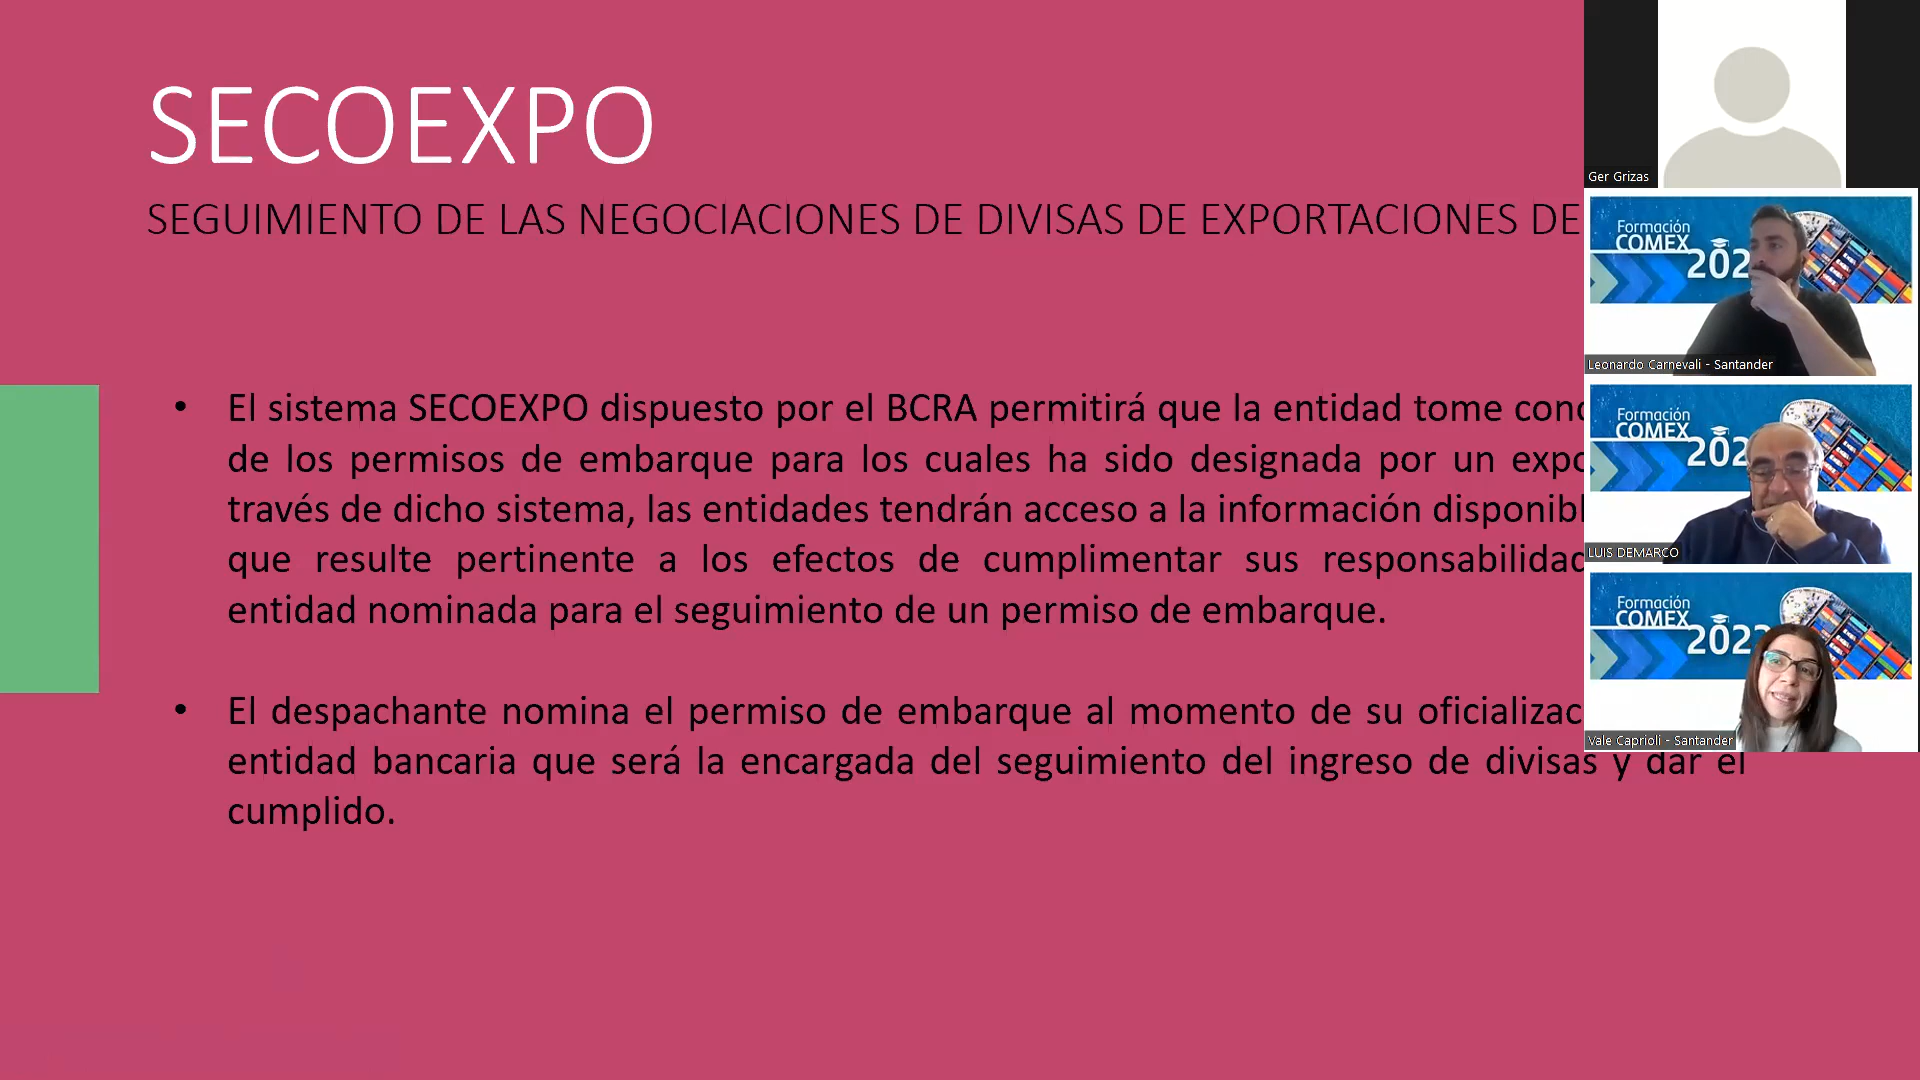 SECOEXPO
SEGUIMIENTO DE LAS NEGOCIACIONES DE DIVISAS DE EXPORTACIONES DE
• El sistema SECOEXPO dispuesto por el BCRA permitirá que la entidad tome
de los permisos de embarque para los cuales ha sido designada por un
través de dicho sistema, las entidades tendrán acceso a la información
que resulte pertinente a los efectos de cumplimentar sus
entidad nominada para el seguimiento de un permiso de embarque.
• El despachante nomina el permiso de embarque al momento de su
entidad bancaria que será la encargada del seguimiento del ingreso de divisas y dar el
cumplido.
Ger Grizas
Formación
COMEX
Leonardo Carnevali - Santander
Formación
COMEX
LUIS DEMARCO
Formación
COMEX
Vale Caprioli - Santander